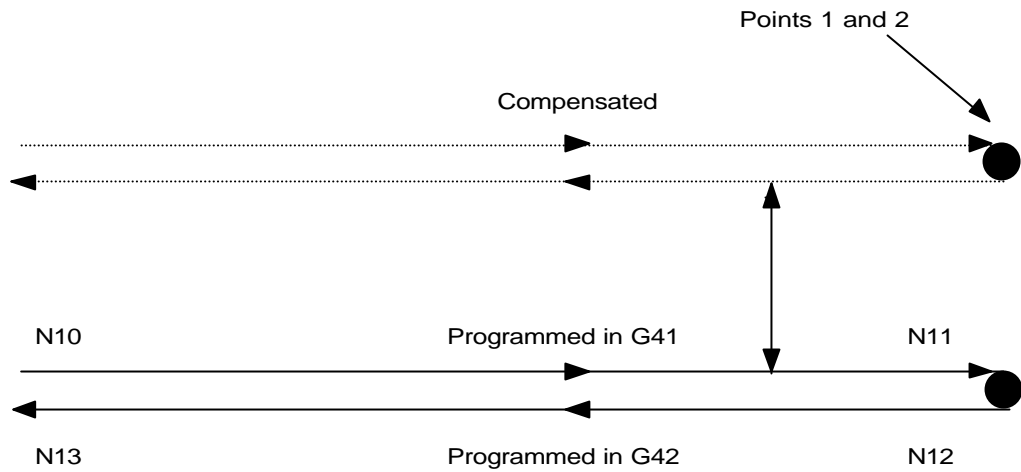 Points 1 and 2
Compensated
N10 Programmed in G41 N11
N13 Programmed in G42 N12